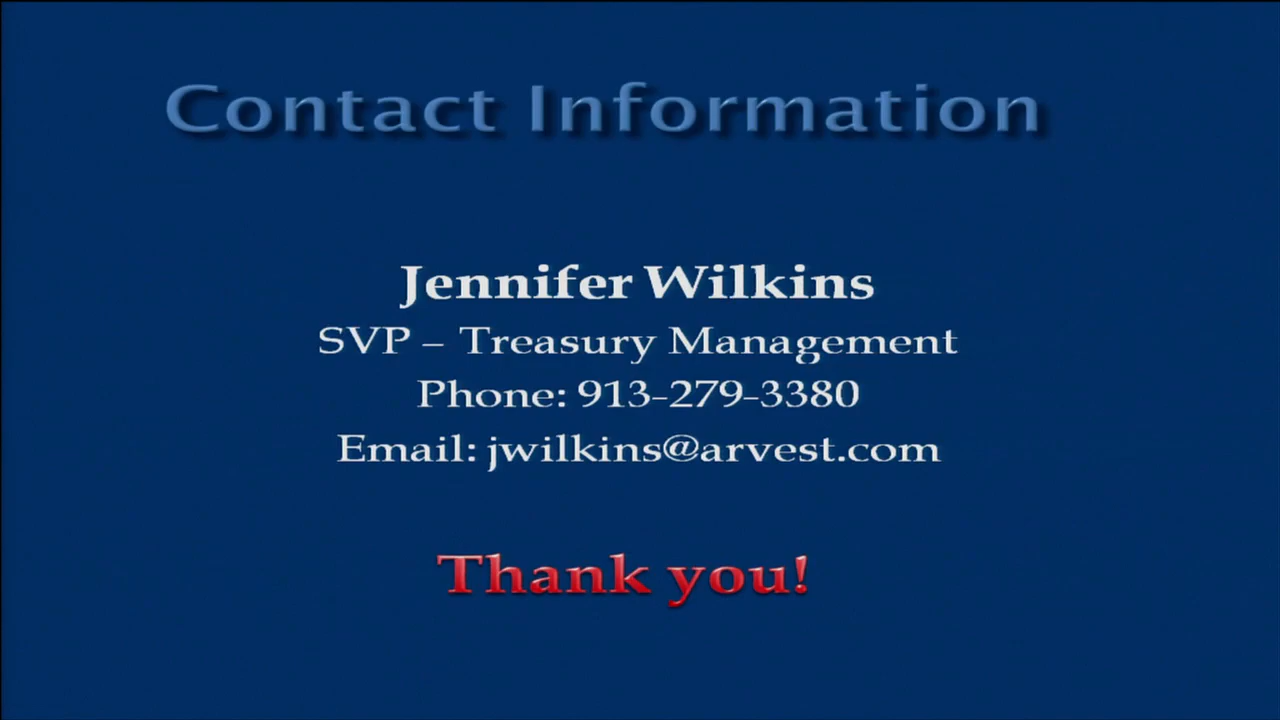 Contact Information
Jennifer Wilkins
SVP – Treasury Management
Phone: 913-279-3380
Email: jwilkins@arvest.com
Thank you!